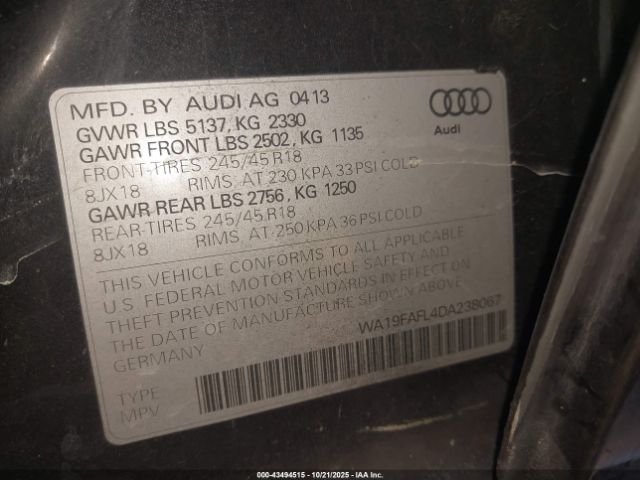 MFD. BY AUDI AG 0413
GVWR LBS 5137, KG 2330
GAWR FRONT LBS 2502, KG 1135
FRONT-TIRES 245/45 R18
8JX18 RIMS AT 230 KPA 33 PSI COLD
GAWR REAR LBS 2756, KG 1250
REAR-TIRES 245/45 R18
8JX18 RIMS AT 250 KPA 36 PSI COLD
Audi
THIS VEHICLE CONFORMS TO ALL APPLICABLE
U.S. FEDERAL MOTOR VEHICLE SAFETY AND
THEFT PREVENTION STANDARDS IN EFFECT ON
THE DATE OF MANUFACTURE SHOWN ABOVE
GERMANY
WA19FAFL4DA238067
TYPE
MPV
000-43494515 - 10/21/2025 - IAA Inc.